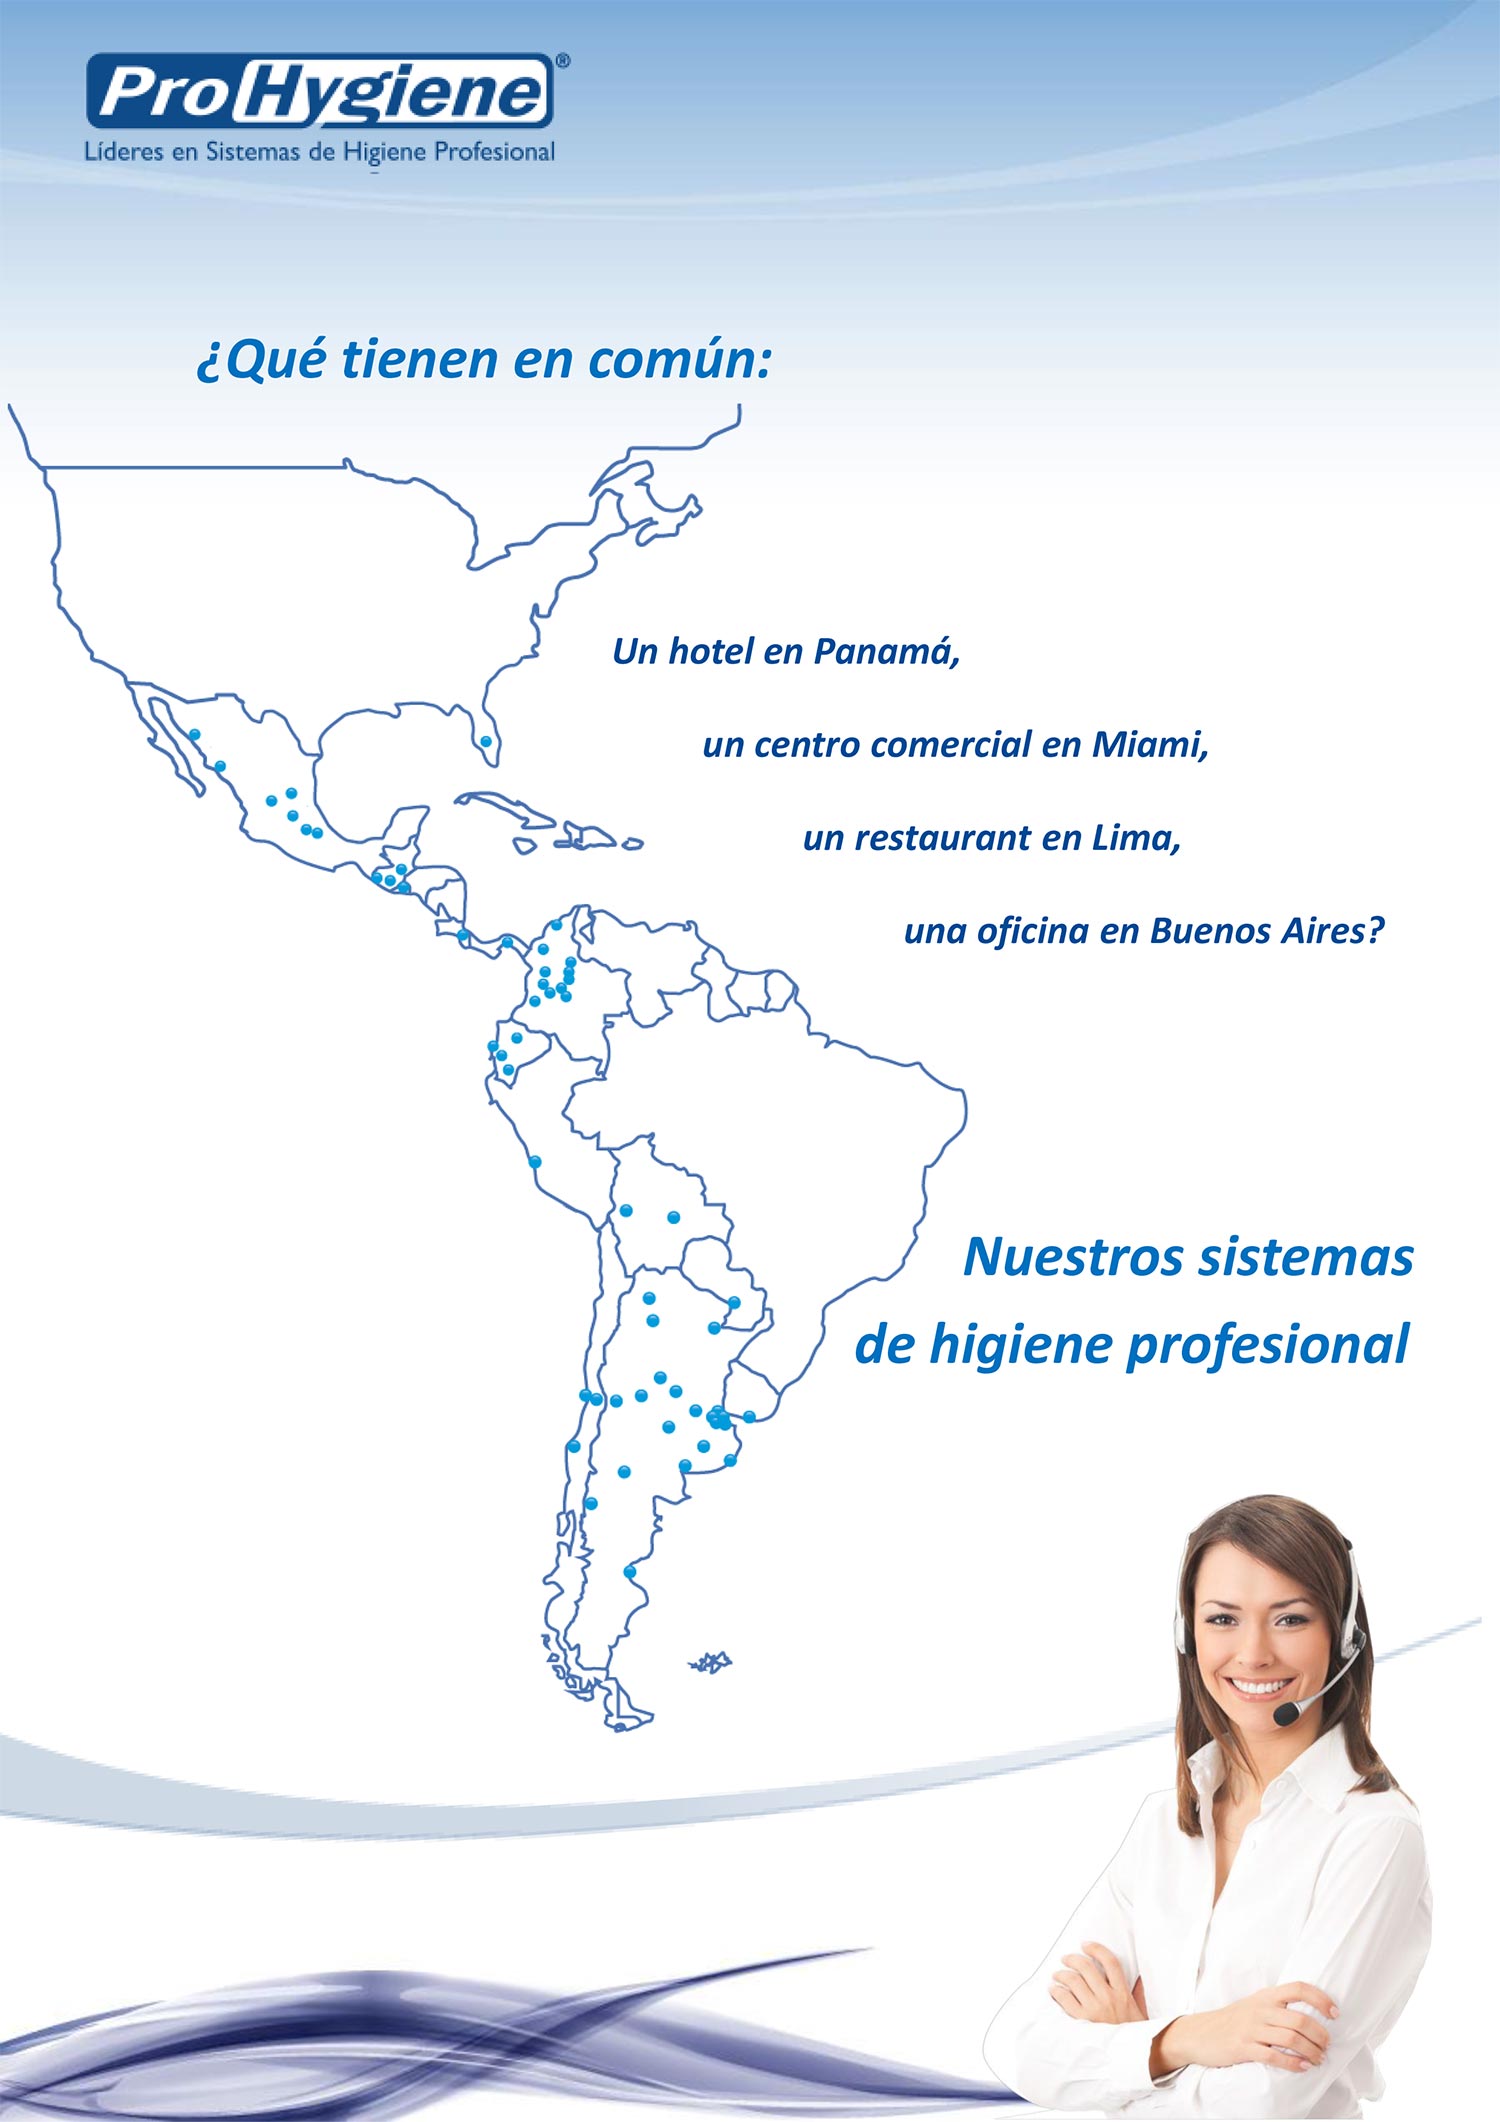 ProHygiene®
Líderes en Sistemas de Higiene Profesional
¿Qué tienen en común:
Un hotel en Panamá,
un centro comercial en Miami,
un restaurant en Lima,
una oficina en Buenos Aires?
Nuestros sistemas
de higiene profesional